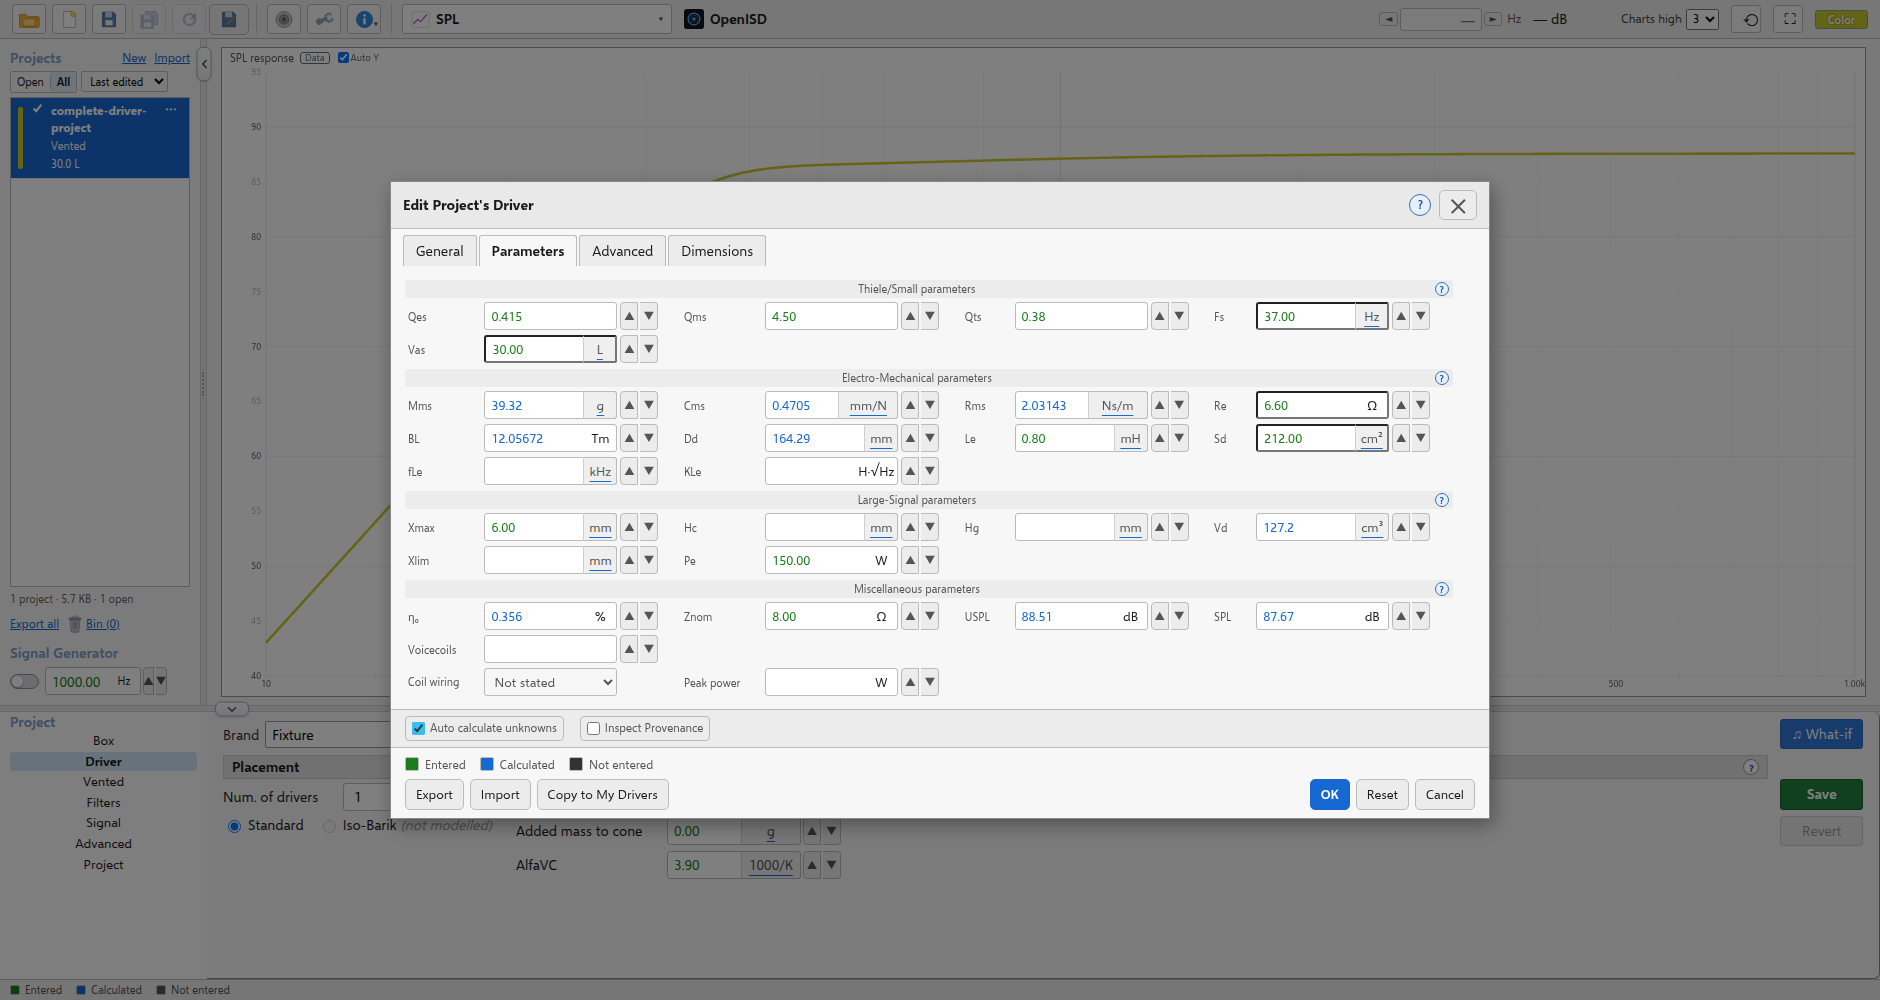 SPL
OpenISD
— Hz — dB
Charts high 3
Color
Projects New Import
Open All Last edited
complete-driver-project
Vented
30.0 L
1 project · 5.7 KB · 1 open
Export all Bin (0)
Signal Generator
1000.00 Hz
SPL response Data Auto Y
95
90
85
80
75
70
65
60
55
50
45
40
10 500 1.00k
Edit Project's Driver ?
General Parameters Advanced Dimensions
Thiele/Small parameters ?
Qes 0.415 Qms 4.50 Qts 0.38 Fs 37.00 Hz
Vas 30.00 L
Electro-Mechanical parameters ?
Mms 39.32 g Cms 0.4705 mm/N Rms 2.03143 Ns/m Re 6.60 Ω
BL 12.05672 Tm Dd 164.29 mm Le 0.80 mH Sd 212.00 cm²
fLe kHz KLe H·√Hz
Large-Signal parameters ?
Xmax 6.00 mm Hc mm Hg mm Vd 127.2 cm³
Xlim mm Pe 150.00 W
Miscellaneous parameters ?
ηₒ 0.356 % Znom 8.00 Ω USPL 88.51 dB SPL 87.67 dB
Voicecoils
Coil wiring Not stated Peak power W
Auto calculate unknowns Inspect Provenance
Entered Calculated Not entered
Export Import Copy to My Drivers OK Reset Cancel
Project
Box
Driver
Vented
Filters
Signal
Advanced
Project
Brand Fixture
Placement ?
Num. of drivers 1
Standard Iso-Barik (not modelled)
Added mass to cone 0.00 g
AlfaVC 3.90 1000/K
♫ What-if
Save
Revert
Entered Calculated Not entered